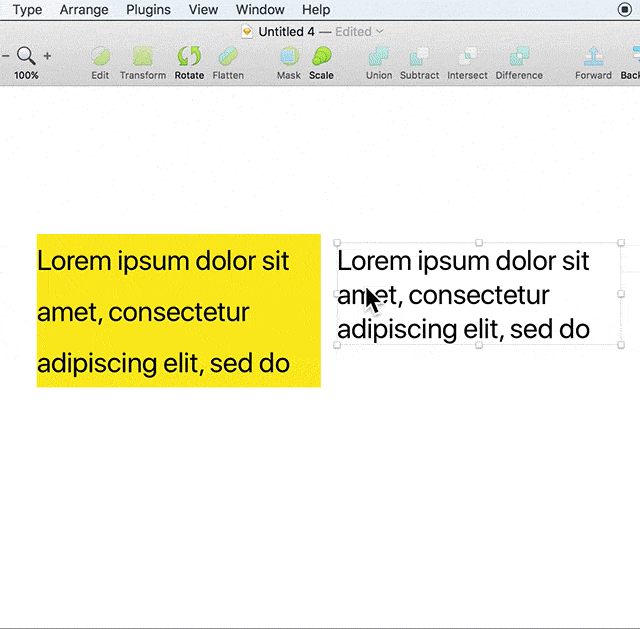 Type Arrange Plugins View Window Help
Untitled 4 — Edited
− +
100% Edit Transform Rotate Flatten Mask Scale Union Subtract Intersect Difference Forward
Lorem ipsum dolor sit
amet, consectetur
adipiscing elit, sed do
Lorem ipsum dolor sit
amet, consectetur
adipiscing elit, sed do